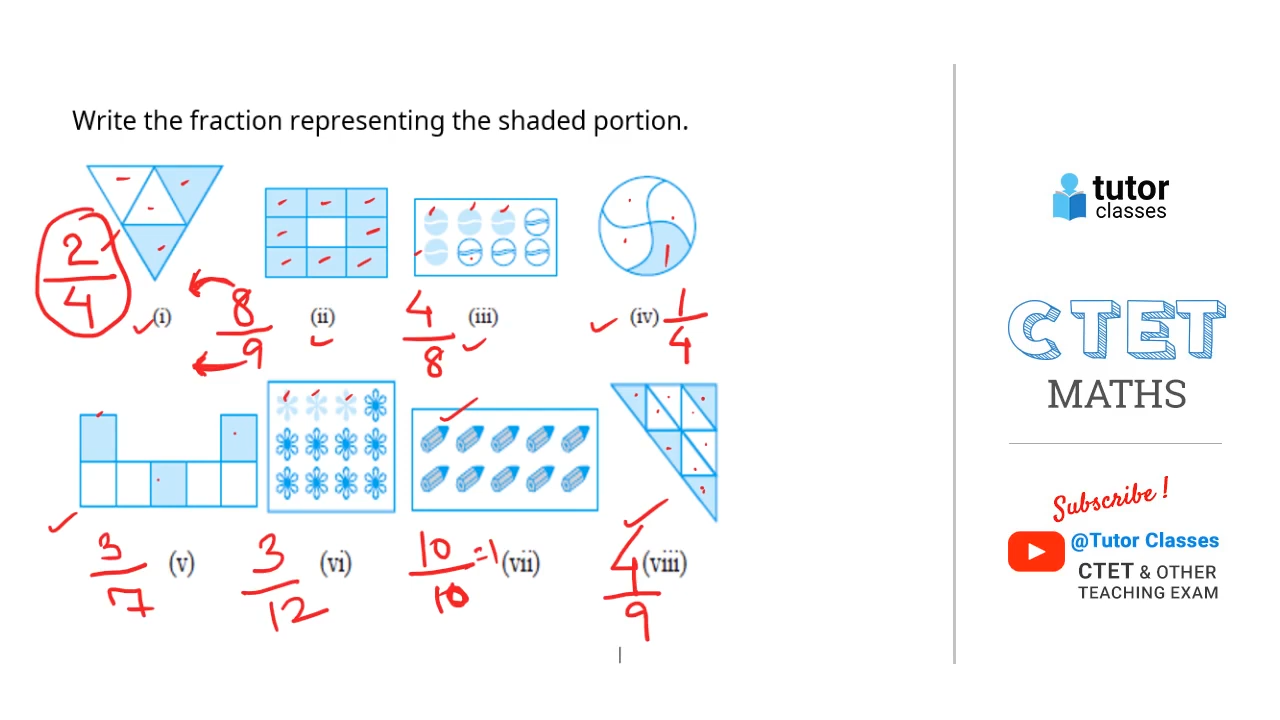 Write the fraction representing the shaded portion.
2/4
(i)
8/9
(ii)
4/8
(iii)
(iv)
1/4
3/7
(v)
3/12
(vi)
10/10 =1
(vii)
4/9
(viii)
tutor
classes
CTET
MATHS
Subscribe !
@Tutor Classes
CTET & OTHER
TEACHING EXAM